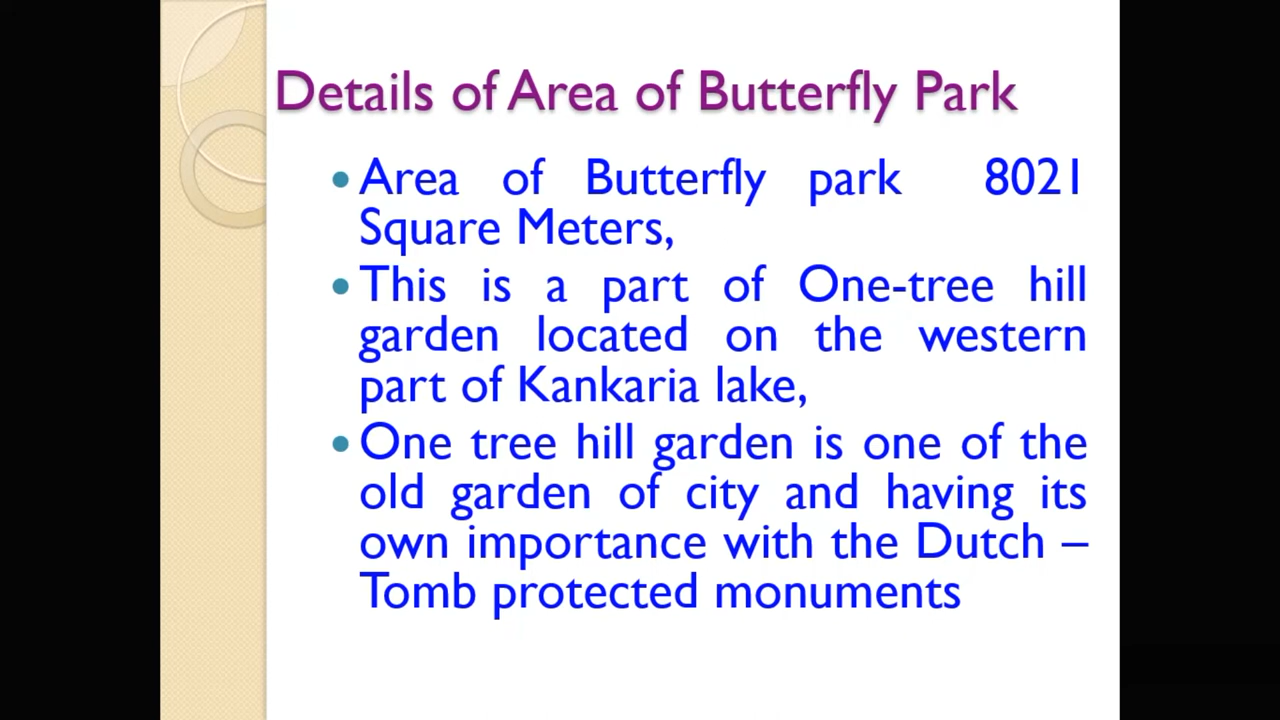 Details of Area of Butterfly Park
• Area of Butterfly park 8021
Square Meters,
• This is a part of One-tree hill
garden located on the western
part of Kankaria lake,
• One tree hill garden is one of the
old garden of city and having its
own importance with the Dutch –
Tomb protected monuments